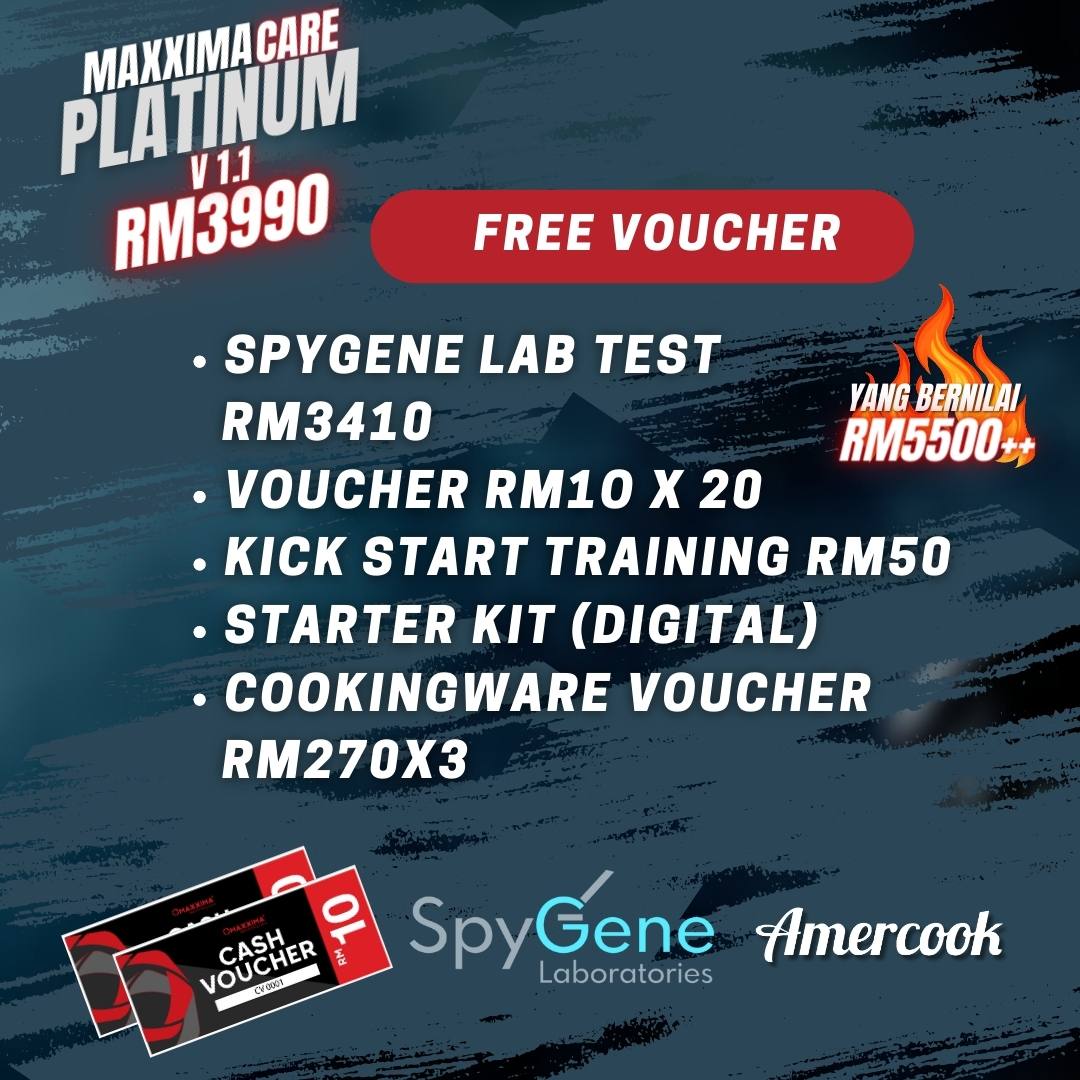 MAXXIMA CARE
PLATINUM
V 1.1
RM3990
FREE VOUCHER
• SPYGENE LAB TEST
RM3410
• VOUCHER RM10 X 20
• KICK START TRAINING RM50
• STARTER KIT (DIGITAL)
• COOKINGWARE VOUCHER
RM270X3
YANG BERNILAI
RM5500++
MAXXIMA
CASH
VOUCHER
CV 0001
RM 10
SpyGene
Laboratories
Amercook